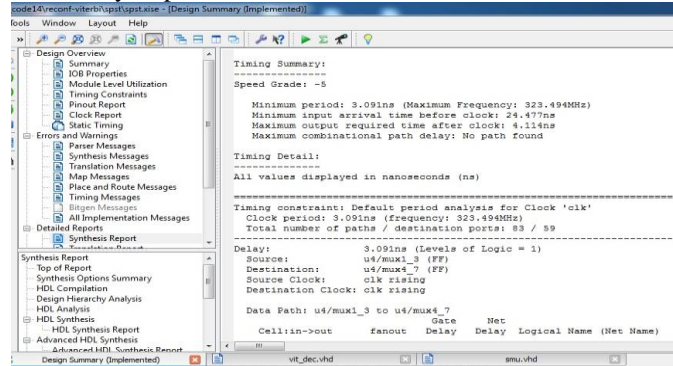 code14\reconf-viterbi\spst\spst.xise - [Design Summary (Implemented)]
Tools Window Layout Help
Design Overview
Summary
IOB Properties
Module Level Utilization
Timing Constraints
Pinout Report
Clock Report
Static Timing
Errors and Warnings
Parser Messages
Synthesis Messages
Translation Messages
Map Messages
Place and Route Messages
Timing Messages
Bitgen Messages
All Implementation Messages
Detailed Reports
Synthesis Report
Translation Report
Synthesis Report
Top of Report
Synthesis Options Summary
HDL Compilation
Design Hierarchy Analysis
HDL Analysis
HDL Synthesis
HDL Synthesis Report
Advanced HDL Synthesis
Advanced HDL Synthesis Report
Timing Summary:
---------------
Speed Grade: -5
Minimum period: 3.091ns (Maximum Frequency: 323.494MHz)
Minimum input arrival time before clock: 24.477ns
Maximum output required time after clock: 4.114ns
Maximum combinational path delay: No path found
Timing Detail:
--------------
All values displayed in nanoseconds (ns)
Timing constraint: Default period analysis for Clock 'clk'
Clock period: 3.091ns (frequency: 323.494MHz)
Total number of paths / destination ports: 83 / 59
Delay: 3.091ns (Levels of Logic = 1)
Source: u4/mux1_3 (FF)
Destination: u4/mux4_7 (FF)
Source Clock: clk rising
Destination Clock: clk rising
Data Path: u4/mux1_3 to u4/mux4_7
Gate Net
Cell:in->out fanout Delay Delay Logical Name (Net Name)
Design Summary (Implemented) vit_dec.vhd smu.vhd